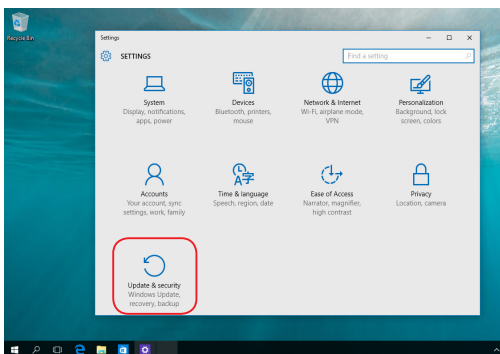 Recycle Bin
Settings
SETTINGS
Find a setting
System
Display, notifications,
apps, power
Devices
Bluetooth, printers,
mouse
Network & Internet
Wi-Fi, airplane mode,
VPN
Personalization
Background, lock
screen, colors
Accounts
Your account, sync
settings, work, family
Time & language
Speech, region, date
Ease of Access
Narrator, magnifier,
high contrast
Privacy
Location, camera
Update & security
Windows Update,
recovery, backup